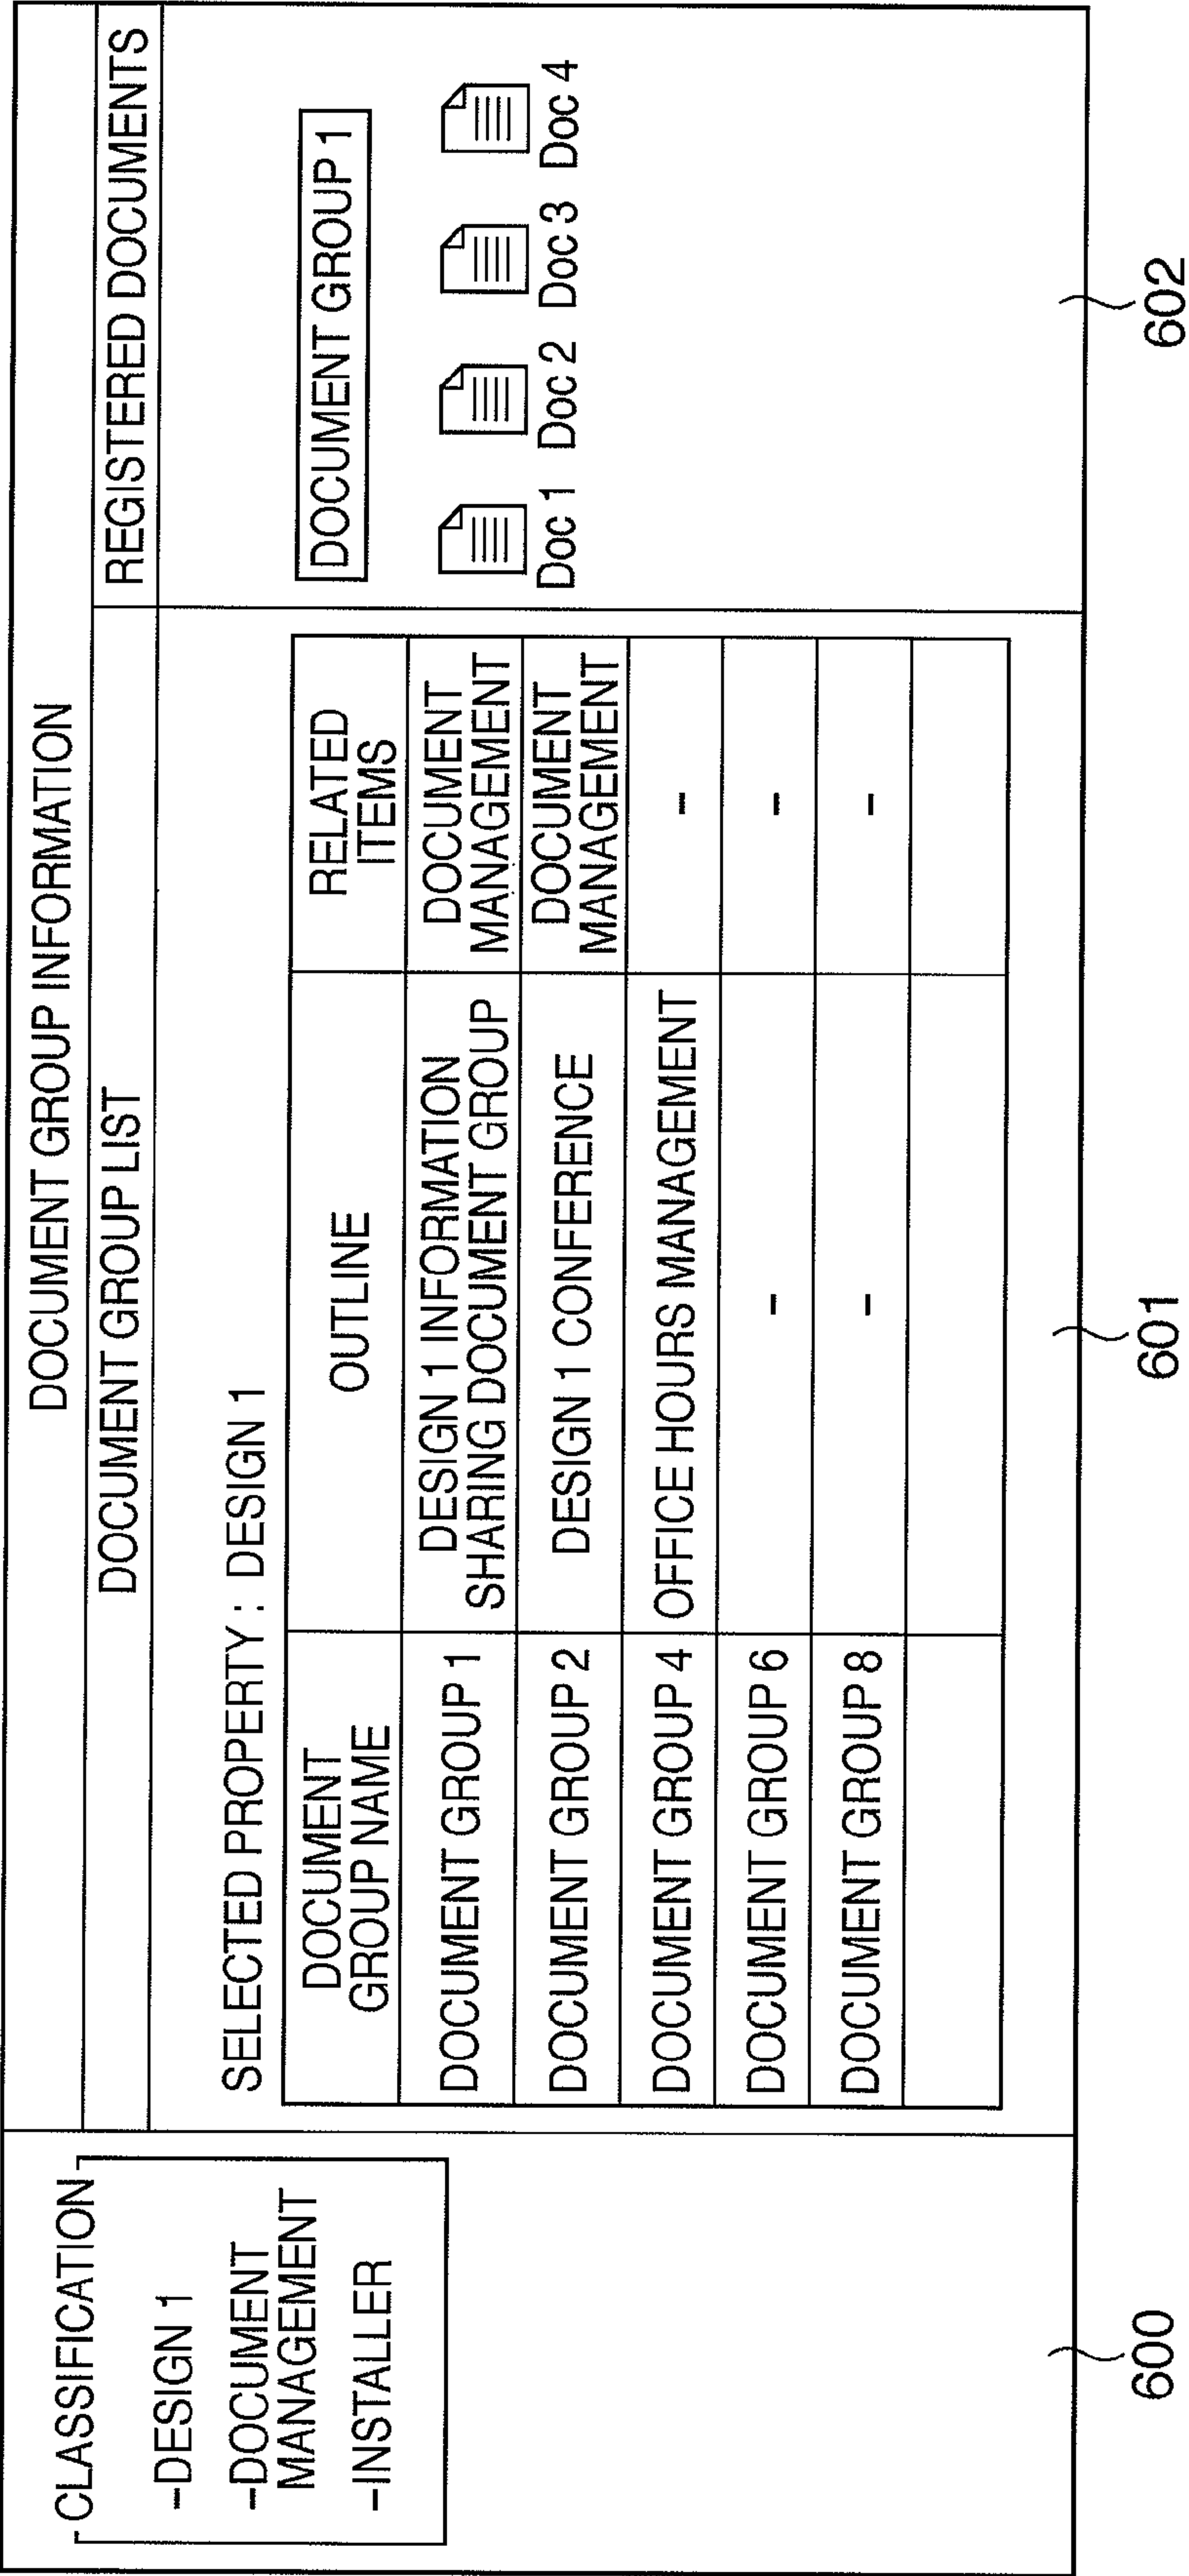 CLASSIFICATION
-DESIGN 1
-DOCUMENT
MANAGEMENT
-INSTALLER
DOCUMENT GROUP INFORMATION
DOCUMENT GROUP LIST
SELECTED PROPERTY : DESIGN 1
DOCUMENT
GROUP NAME
OUTLINE
RELATED
ITEMS
DOCUMENT GROUP 1
DESIGN 1 INFORMATION
SHARING DOCUMENT GROUP
DOCUMENT
MANAGEMENT
DOCUMENT GROUP 2
DESIGN 1 CONFERENCE
DOCUMENT
MANAGEMENT
DOCUMENT GROUP 4
OFFICE HOURS MANAGEMENT
-
DOCUMENT GROUP 6
-
-
DOCUMENT GROUP 8
-
-
REGISTERED DOCUMENTS
DOCUMENT GROUP 1
Doc 1
Doc 2
Doc 3
Doc 4
600
601
602